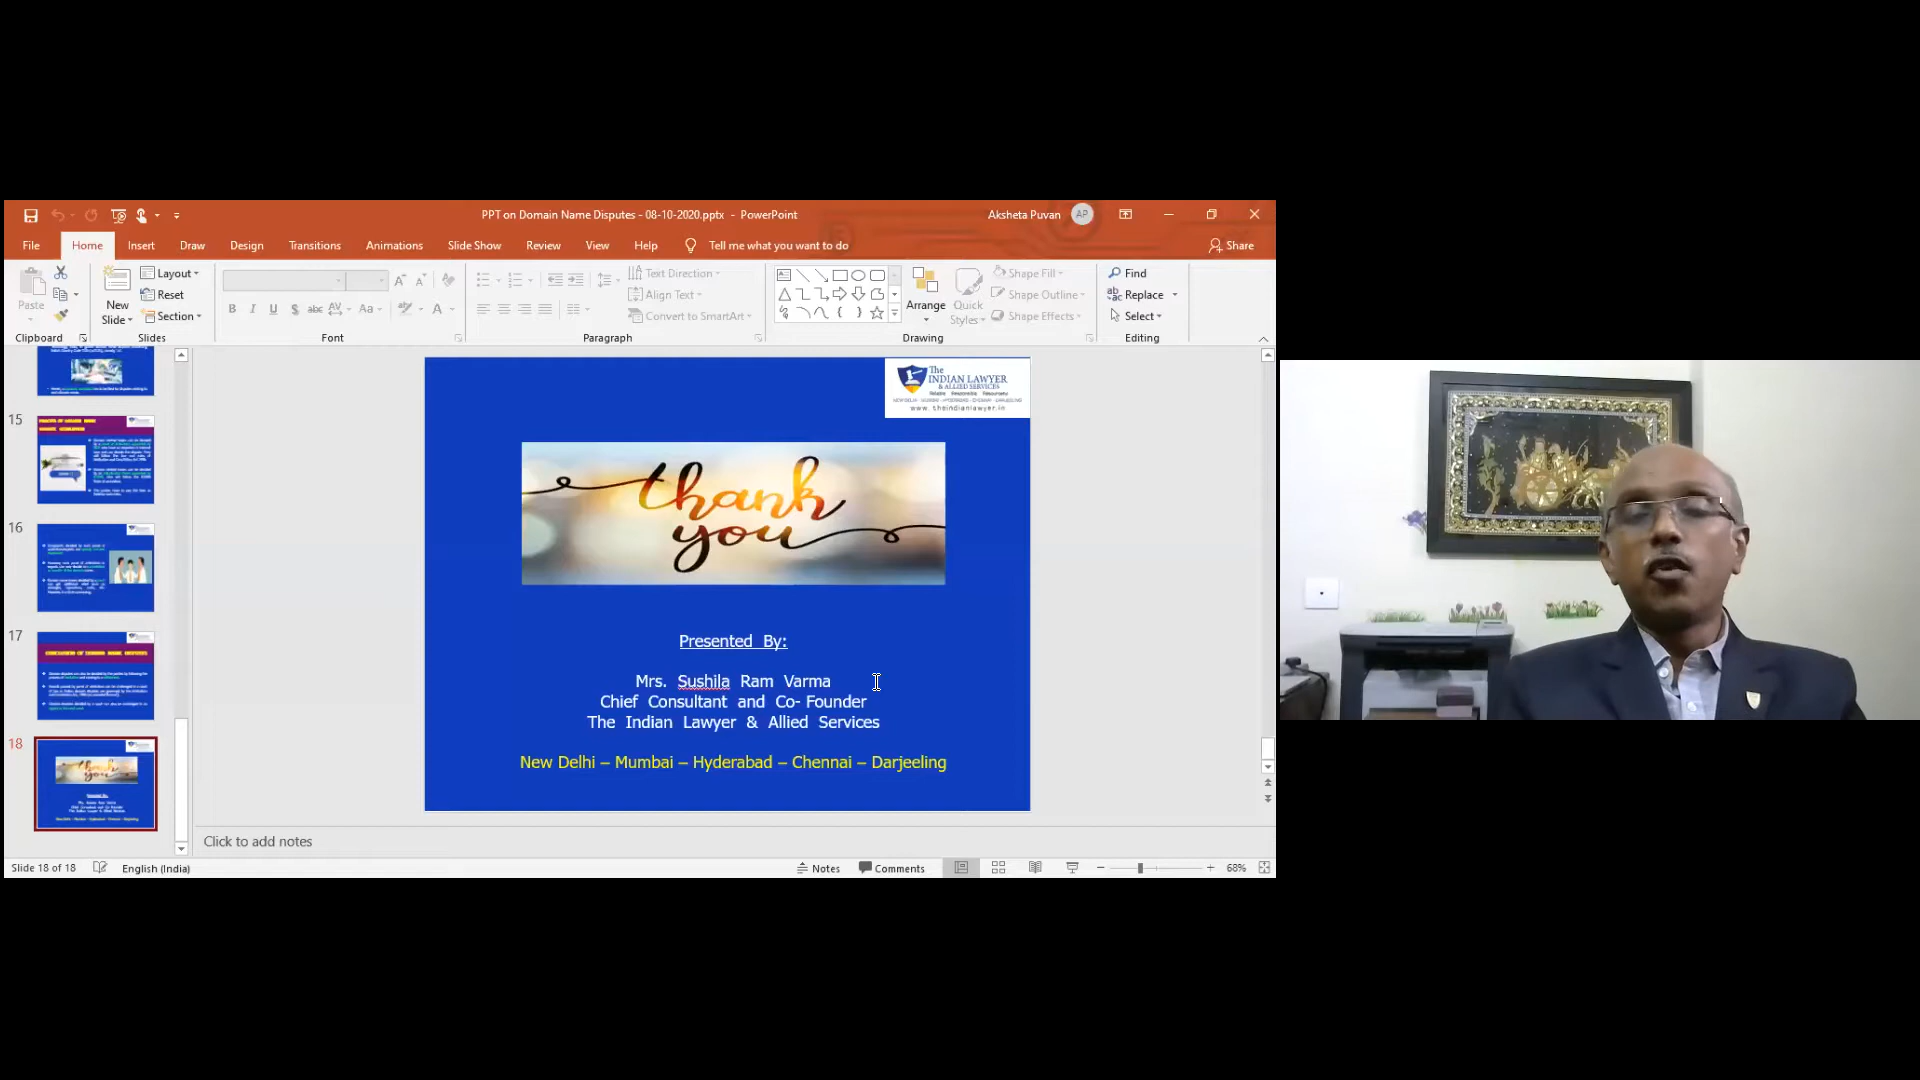 PPT on Domain Name Disputes - 08-10-2020.pptx - PowerPoint
Aksheta Puvan
AP
File Home Insert Draw Design Transitions Animations Slide Show Review View Help Tell me what you want to do
Share
Paste
Clipboard
New
Slide
Layout
Reset
Section
Slides
B I U S abc AV Aa A
Font
Text Direction
Align Text
Convert to SmartArt
Paragraph
Arrange
Quick
Styles
Shape Fill
Shape Outline
Shape Effects
Drawing
Find
Replace
Select
Editing
15
16
17
18
The
INDIAN LAWYER
& ALLIED SERVICES
www. theindianlawyer.in
thank
you
Presented By:
Mrs. Sushila Ram Varma
Chief Consultant and Co- Founder
The Indian Lawyer & Allied Services
New Delhi – Mumbai – Hyderabad – Chennai – Darjeeling
Click to add notes
Slide 18 of 18
English (India)
Notes
Comments
68%